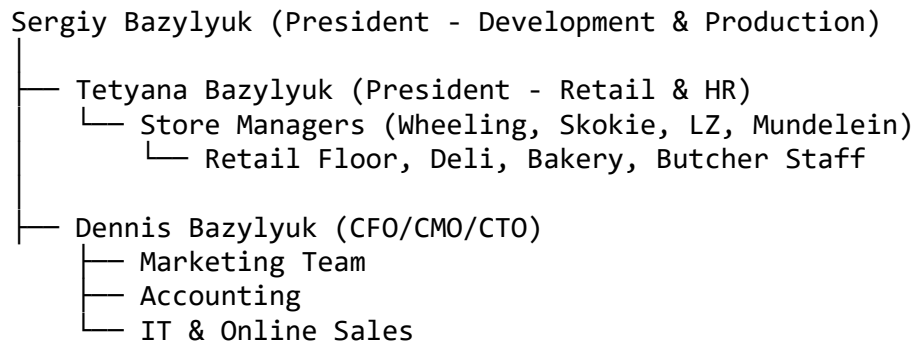 Sergiy Bazylyuk (President - Development & Production)
Tetyana Bazylyuk (President - Retail & HR)
Store Managers (Wheeling, Skokie, LZ, Mundelein)
Retail Floor, Deli, Bakery, Butcher Staff
Dennis Bazylyuk (CFO/CMO/CTO)
Marketing Team
Accounting
IT & Online Sales